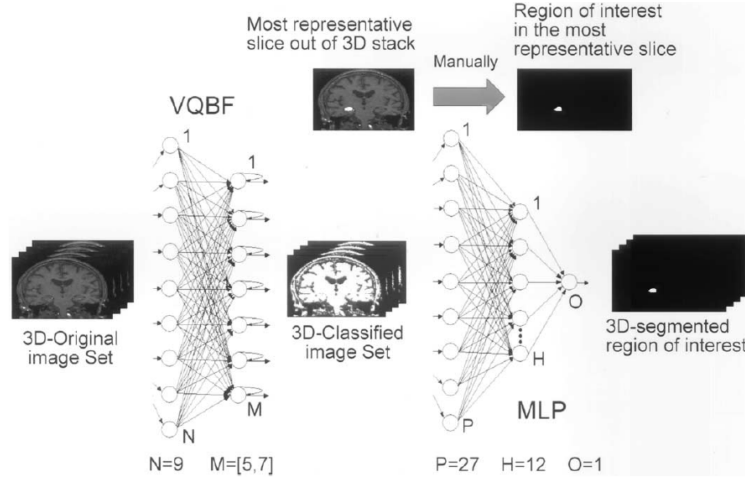 Most representative
slice out of 3D stack
Manually
Region of interest
in the most
representative slice
VQBF
1
1
1
1
3D-Original
image Set
3D-Classified
image Set
O
3D-segmented
region of interest
H
M
MLP
N
P
N=9 M=[5,7]
P=27 H=12 O=1